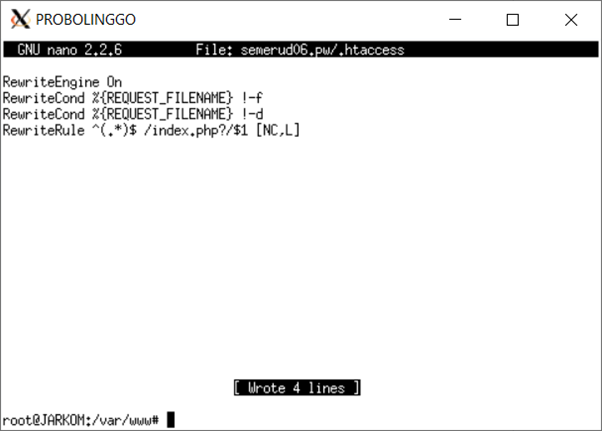 PROBOLINGGO
GNU nano 2.2.6 File: semerud06.pw/.htaccess
RewriteEngine On
RewriteCond %{REQUEST_FILENAME} !-f
RewriteCond %{REQUEST_FILENAME} !-d
RewriteRule ^(.*)$ /index.php?/$1 [NC,L]
[ Wrote 4 lines ]
root@JARKOM:/var/www#